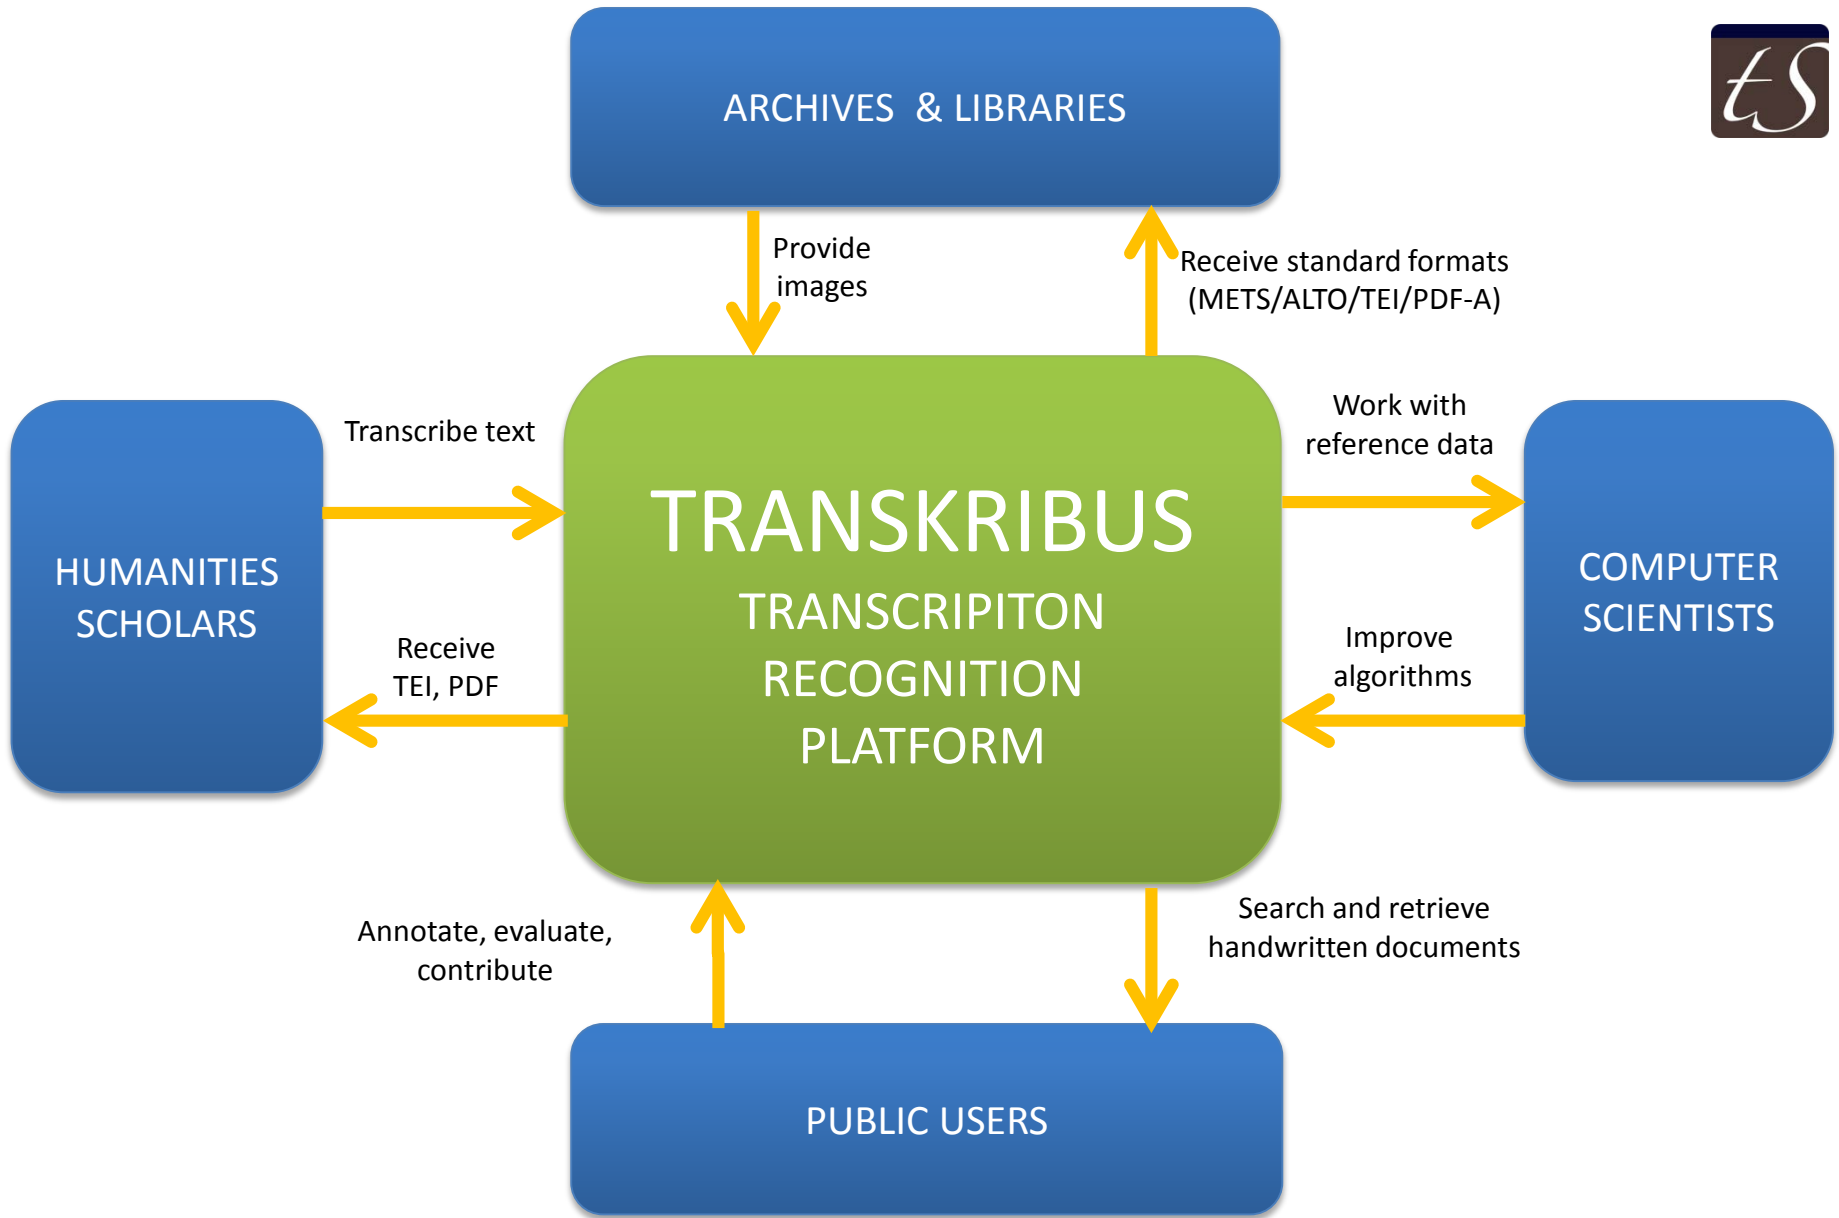 ARCHIVES & LIBRARIES
tS
Provide
images
Receive standard formats
(METS/ALTO/TEI/PDF-A)
Transcribe text
Work with
reference data
HUMANITIES
SCHOLARS
TRANSKRIBUS
TRANSCRIPITON
RECOGNITION
PLATFORM
COMPUTER
SCIENTISTS
Receive
TEI, PDF
Improve
algorithms
Annotate, evaluate,
contribute
Search and retrieve
handwritten documents
PUBLIC USERS